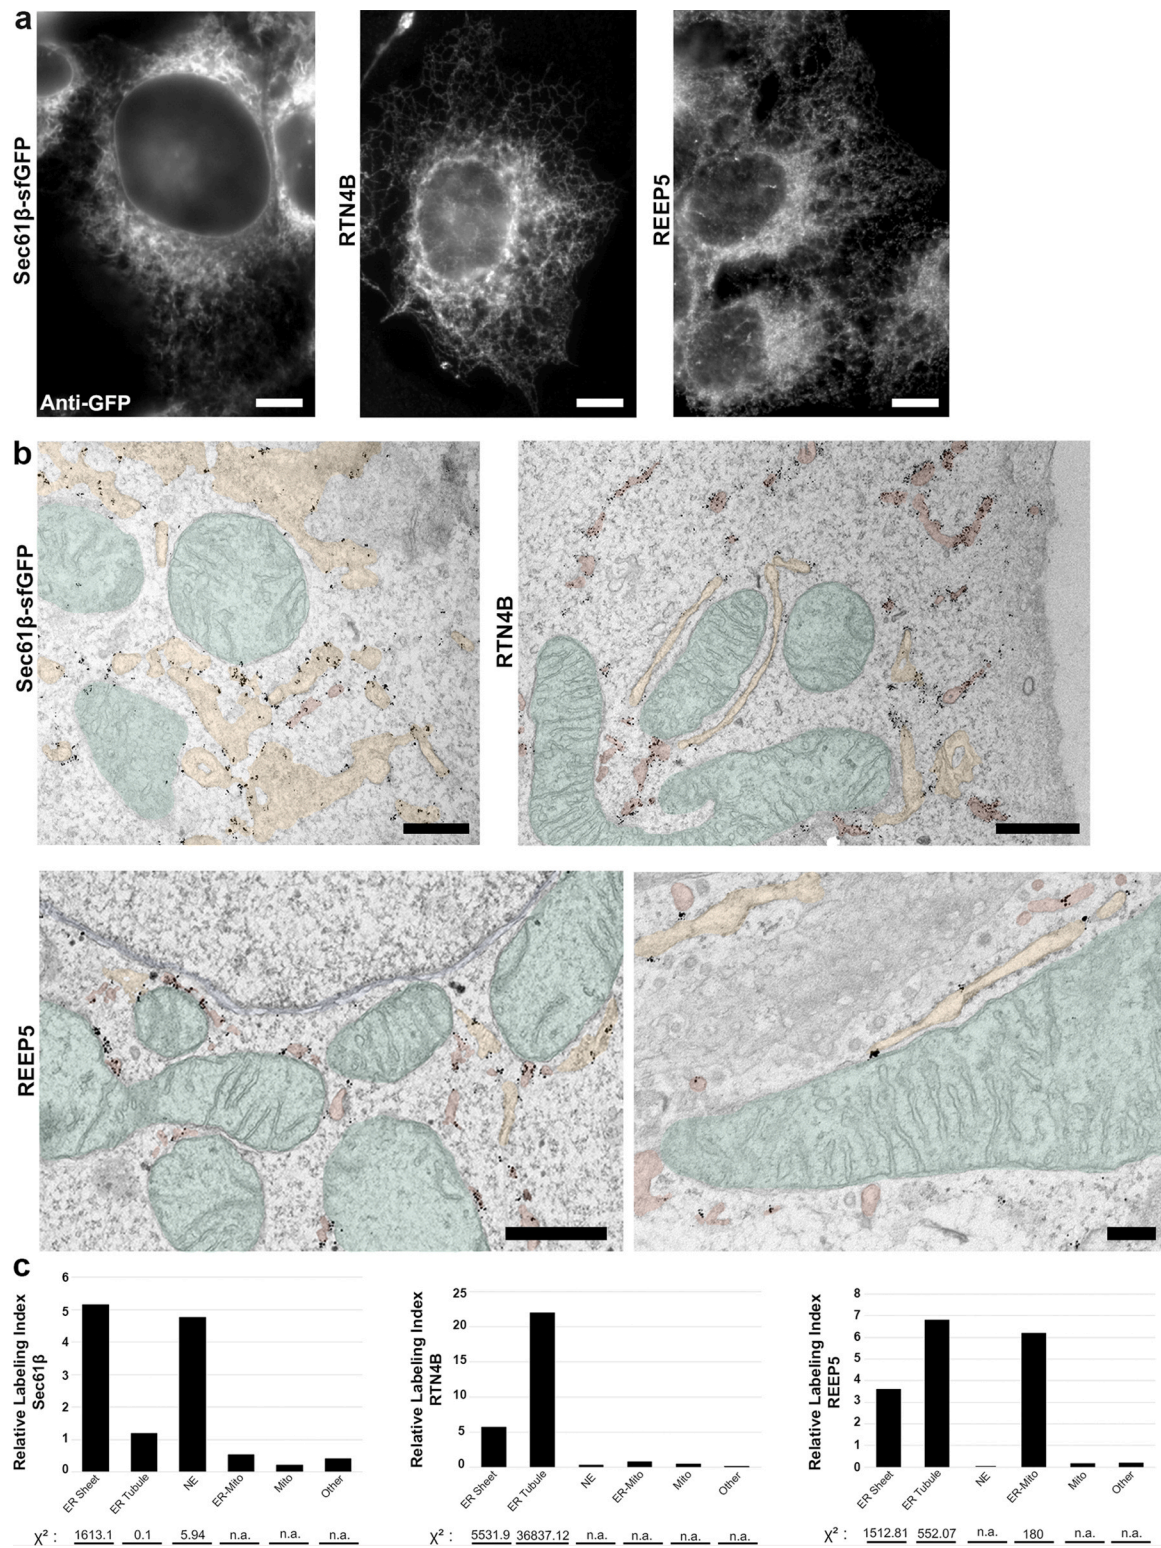 a
Sec61β-sfGFP
Anti-GFP
RTN4B
REEP5
b
Sec61β-sfGFP
RTN4B
REEP5
c
Relative Labeling Index
Sec61β
6
5
4
3
2
1
0
ER Sheet
ER Tubule
NE
ER-Mito
Mito
Other
χ² : 1613.1 0.1 5.94 n.a. n.a. n.a.
Relative Labeling Index
RTN4B
25
20
15
10
5
0
ER Sheet
ER Tubule
NE
ER-Mito
Mito
Other
χ² : 5531.9 36837.12 n.a. n.a. n.a. n.a.
Relative Labeling Index
REEP5
8
7
6
5
4
3
2
1
0
ER Sheet
ER Tubule
NE
ER-Mito
Mito
Other
χ² : 1512.81 552.07 n.a. 180 n.a. n.a.